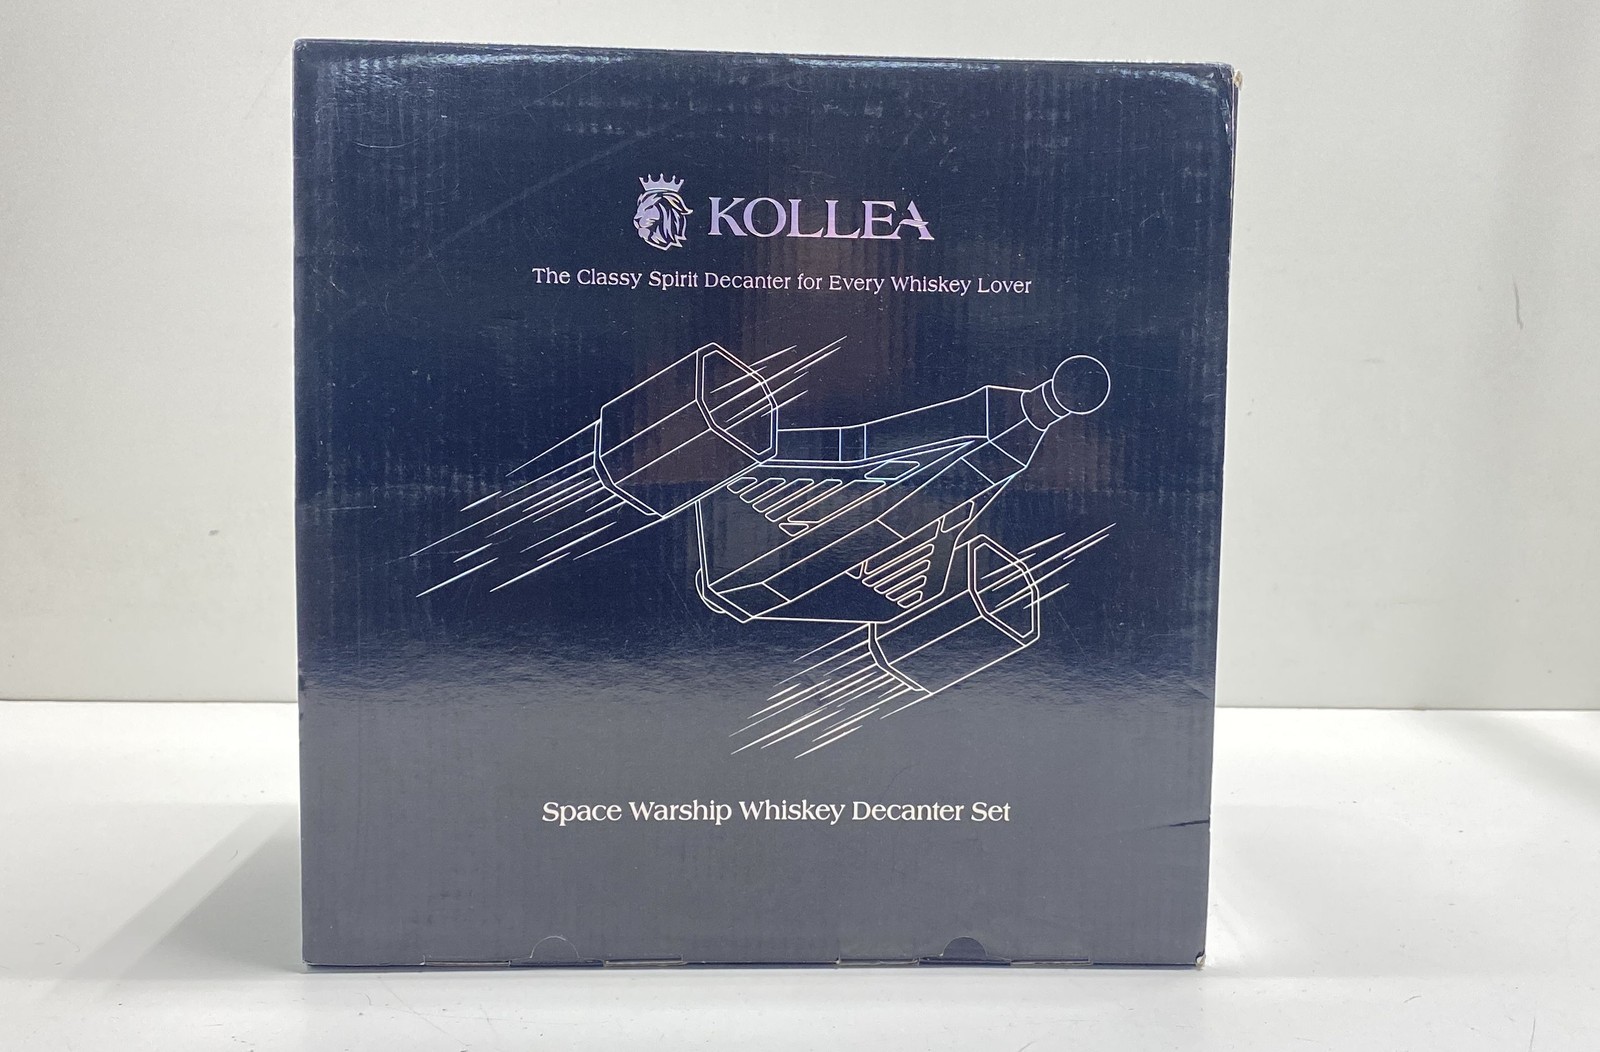 KOLLEA
The Classy Spirit Decanter for Every Whiskey Lover
Space Warship Whiskey Decanter Set